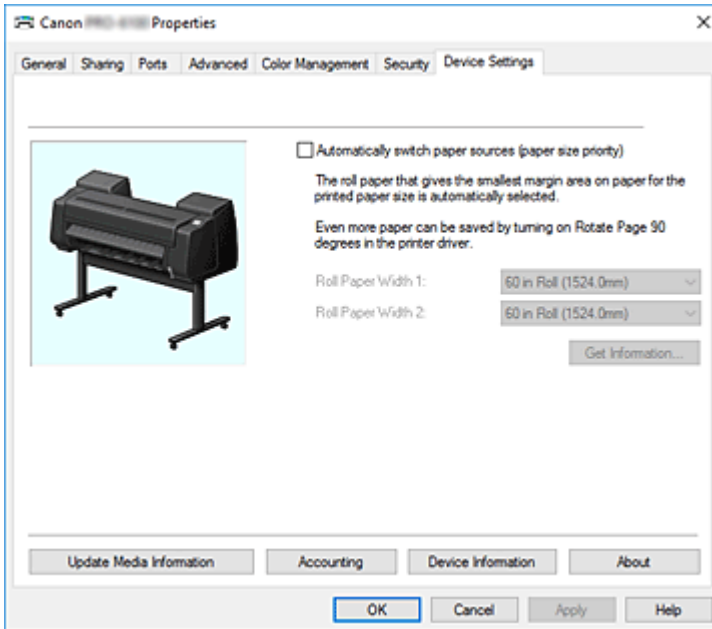 Canon Properties
General Sharing Ports Advanced Color Management Security Device Settings
Automatically switch paper sources (paper size priority)
The roll paper that gives the smallest margin area on paper for the
printed paper size is automatically selected.
Even more paper can be saved by turning on Rotate Page 90
degrees in the printer driver.
Roll Paper Width 1: 60 in Roll (1524.0mm)
Roll Paper Width 2: 60 in Roll (1524.0mm)
Get Information...
Update Media Information Accounting Device Information About
OK Cancel Apply Help